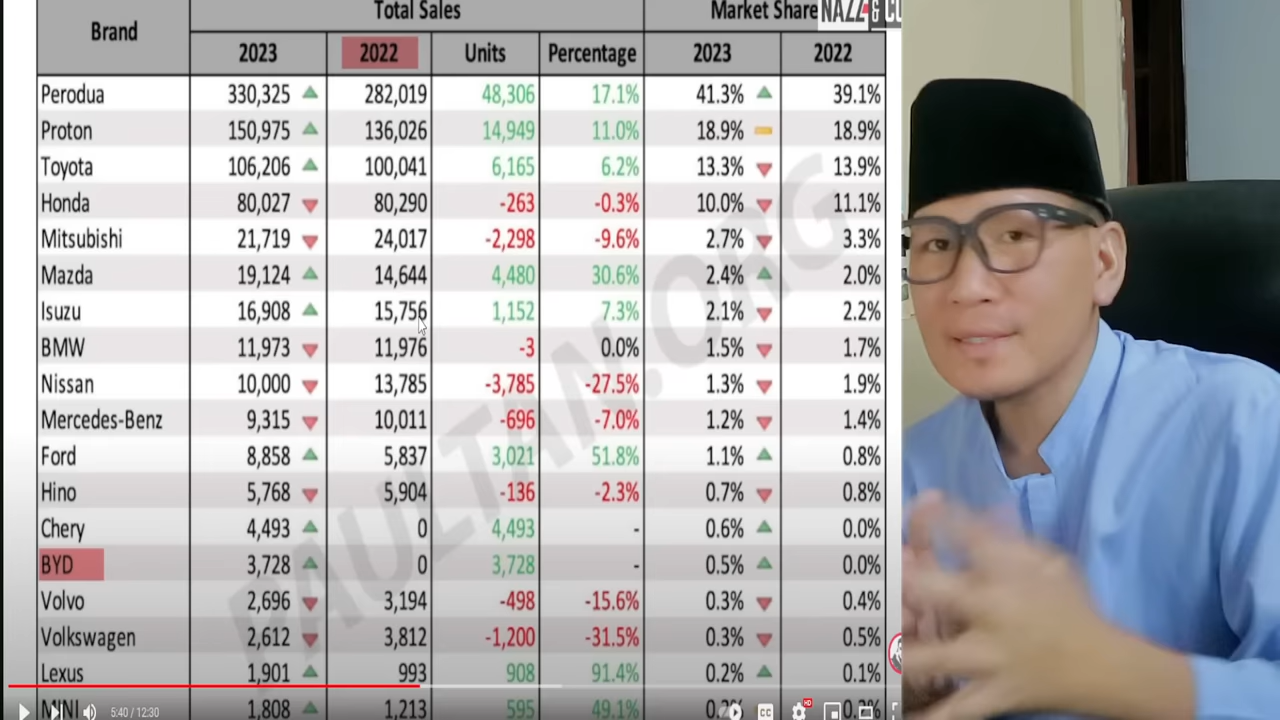 Total Sales Market Share NAZZ & CO
Brand 2023 2022 Units Percentage 2023 2022
Perodua 330,325 282,019 48,306 17.1% 41.3% 39.1%
Proton 150,975 136,026 14,949 11.0% 18.9% 18.9%
Toyota 106,206 100,041 6,165 6.2% 13.3% 13.9%
Honda 80,027 80,290 -263 -0.3% 10.0% 11.1%
Mitsubishi 21,719 24,017 -2,298 -9.6% 2.7% 3.3%
Mazda 19,124 14,644 4,480 30.6% 2.4% 2.0%
Isuzu 16,908 15,756 1,152 7.3% 2.1% 2.2%
BMW 11,973 11,976 -3 0.0% 1.5% 1.7%
Nissan 10,000 13,785 -3,785 -27.5% 1.3% 1.9%
Mercedes-Benz 9,315 10,011 -696 -7.0% 1.2% 1.4%
Ford 8,858 5,837 3,021 51.8% 1.1% 0.8%
Hino 5,768 5,904 -136 -2.3% 0.7% 0.8%
Chery 4,493 0 4,493 - 0.6% 0.0%
BYD 3,728 0 3,728 - 0.5% 0.0%
Volvo 2,696 3,194 -498 -15.6% 0.3% 0.4%
Volkswagen 2,612 3,812 -1,200 -31.5% 0.3% 0.5%
Lexus 1,901 993 908 91.4% 0.2% 0.1%
MINI 1,808 1,213 595 49.1%
PAULTAN.ORG
5:40 / 12:30 CC HD